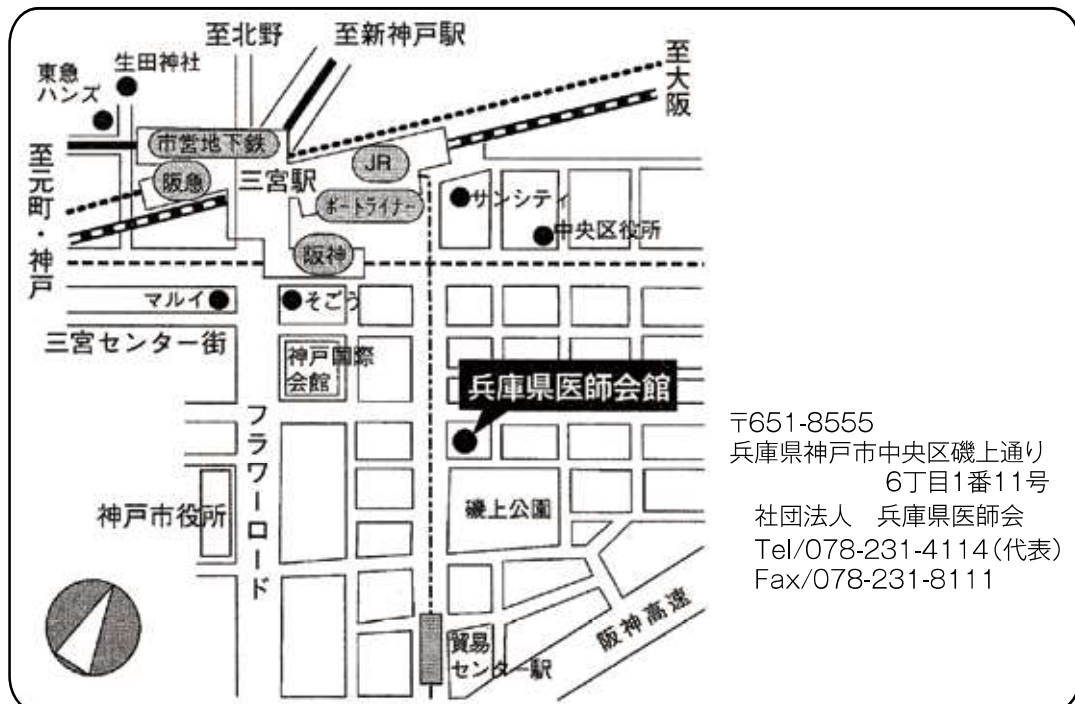 至北野
至新神戸駅
至大阪
生田神社
東急
ハンズ
市営地下鉄
JR
阪急
三宮駅
ポートライナー
サンシティ
中央区役所
至元町・神戸
阪神
マルイ
そごう
三宮センター街
神戸国際
会館
兵庫県医師会館
フラワーロード
神戸市役所
磯上公園
貿易
センター駅
阪神高速
〒651-8555
兵庫県神戸市中央区磯上通り
6丁目1番11号
社団法人　兵庫県医師会
Tel/078-231-4114(代表)
Fax/078-231-8111